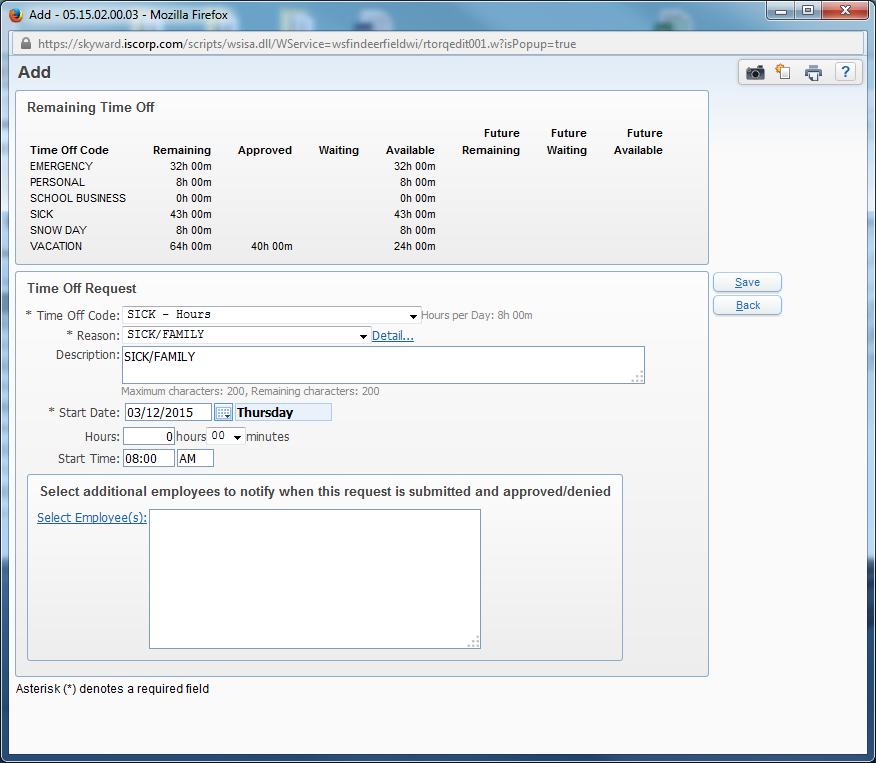 Add - 05.15.02.00.03 - Mozilla Firefox
https://skyward.iscorp.com/scripts/wsisa.dll/WService=wsfindeerfieldwi/rtorqedit001.w?isPopup=true
Add
?
Remaining Time Off
Future Future Future
Time Off Code Remaining Approved Waiting Available Remaining Waiting Available
EMERGENCY 32h 00m 32h 00m
PERSONAL 8h 00m 8h 00m
SCHOOL BUSINESS 0h 00m 0h 00m
SICK 43h 00m 43h 00m
SNOW DAY 8h 00m 8h 00m
VACATION 64h 00m 40h 00m 24h 00m
Time Off Request
Save
Back
* Time Off Code: SICK - Hours Hours per Day: 8h 00m
* Reason: SICK/FAMILY Detail...
Description: SICK/FAMILY
Maximum characters: 200, Remaining characters: 200
* Start Date: 03/12/2015 Thursday
Hours: 0 hours 00 minutes
Start Time: 08:00 AM
Select additional employees to notify when this request is submitted and approved/denied
Select Employee(s):
Asterisk (*) denotes a required field